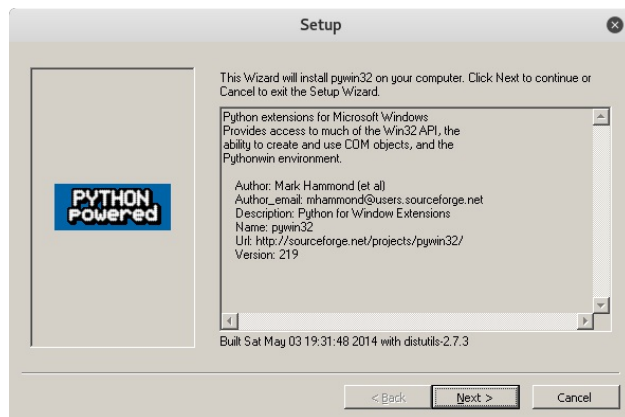 Setup
This Wizard will install pywin32 on your computer. Click Next to continue or
Cancel to exit the Setup Wizard.
Python extensions for Microsoft Windows
Provides access to much of the Win32 API, the
ability to create and use COM objects, and the
Pythonwin environment.
Author: Mark Hammond (et al)
Author_email: mhammond@users.sourceforge.net
Description: Python for Window Extensions
Name: pywin32
Url: http://sourceforge.net/projects/pywin32/
Version: 219
PYTHON
Powered
Built Sat May 03 19:31:48 2014 with distutils-2.7.3
< Back
Next >
Cancel